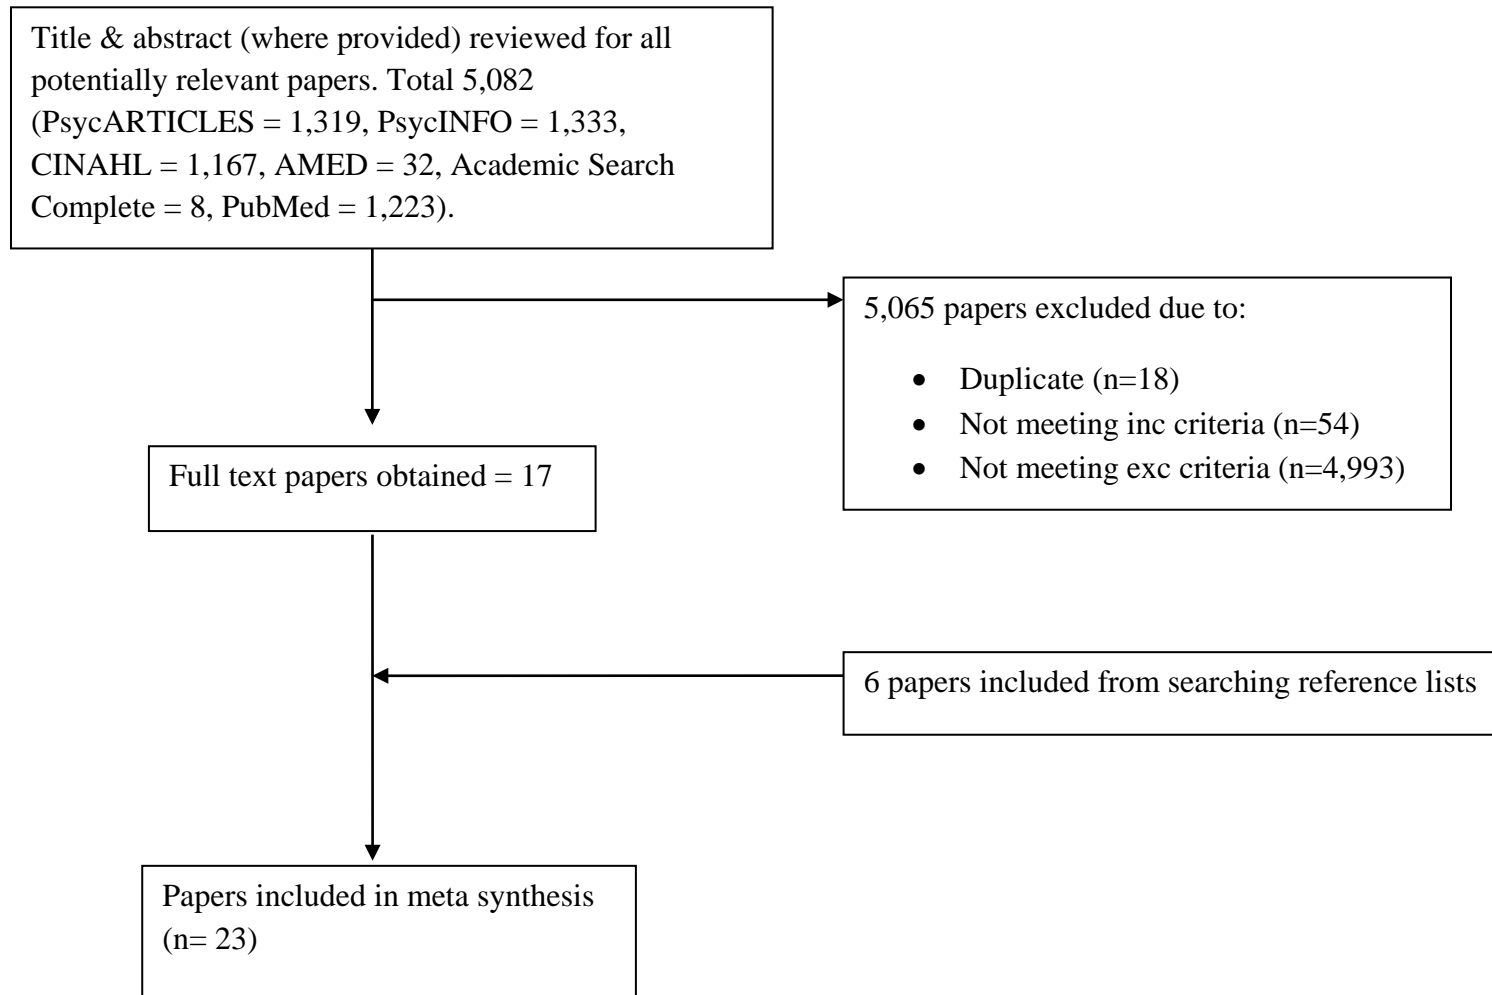 Title & abstract (where provided) reviewed for all
potentially relevant papers. Total 5,082
(PsycARTICLES = 1,319, PsycINFO = 1,333,
CINAHL = 1,167, AMED = 32, Academic Search
Complete = 8, PubMed = 1,223).
5,065 papers excluded due to:
• Duplicate (n=18)
• Not meeting inc criteria (n=54)
• Not meeting exc criteria (n=4,993)
Full text papers obtained = 17
6 papers included from searching reference lists
Papers included in meta synthesis
(n= 23)